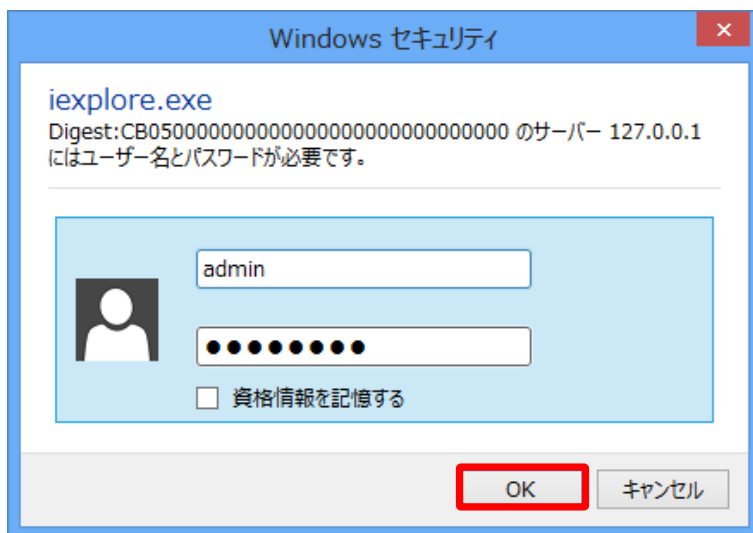 Windows セキュリティ
iexplore.exe
Digest:CB050000000000000000000000000000 のサーバー 127.0.0.1
にはユーザー名とパスワードが必要です。
admin
●●●●●●●●
資格情報を記憶する
OK
キャンセル